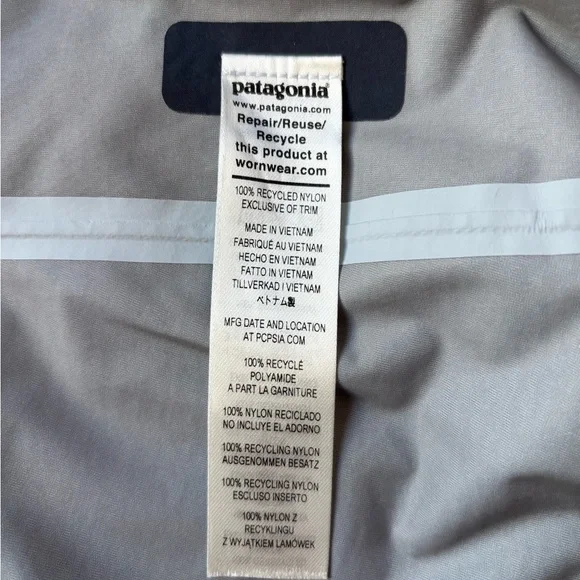 patagonia®
www.patagonia.com
Repair/Reuse/
Recycle
this product at
wornwear.com
100% RECYCLED NYLON
EXCLUSIVE OF TRIM
MADE IN VIETNAM
FABRIQUÉ AU VIETNAM
HECHO EN VIETNAM
FATTO IN VIETNAM
TILLVERKAD I VIETNAM
ベトナム製
MFG DATE AND LOCATION
AT PCPSIA COM
100% RECYCLÉ
POLYAMIDE
A PART LA GARNITURE
100% NYLON RECICLADO
NO INCLUYE EL ADORNO
100% RECYCLING NYLON
AUSGENOMMEN BESATZ
100% RECYCLING NYLON
ESCLUSO INSERTO
100% NYLON Z
RECYKLINGU
Z WYJĄTKIEM LAMÓWEK